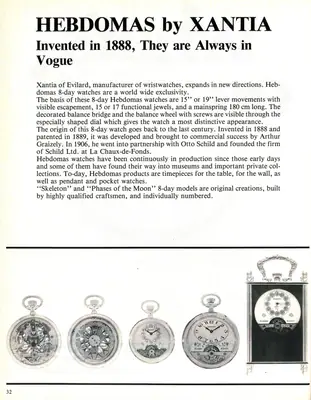 HEBDOMAS by XANTIA
Invented in 1888, They are Always in
Vogue
Xantia of Evilard, manufacturer of wristwatches, expands in new directions. Heb-
domas 8-day watches are a world wide exclusivity.
The basis of these 8-day Hebdomas watches are 15''' or 19''' lever movements with
visible escapement, 15 or 17 functional jewels, and a mainspring 180 cm long. The
decorated balance bridge and the balance wheel with screws are visible through the
especially shaped dial which gives the watch a most distinctive appearance.
The origin of this 8-day watch goes back to the last century. Invented in 1888 and
patented in 1889, it was developed and brought to commercial success by Arthur
Graizely. In 1906, he went into partnership with Otto Schild and founded the firm
of Schild Ltd. at La Chaux-de-Fonds.
Hebdomas watches have been continuously in production since those early days
and some of them have found their way into museums and important private col-
lections. To-day, Hebdomas products are timepieces for the table, for the wall, as
well as pendant and pocket watches.
"Skeleton" and "Phases of the Moon" 8-day models are original creations, built
by highly qualified craftsmen, and individually numbered.
32